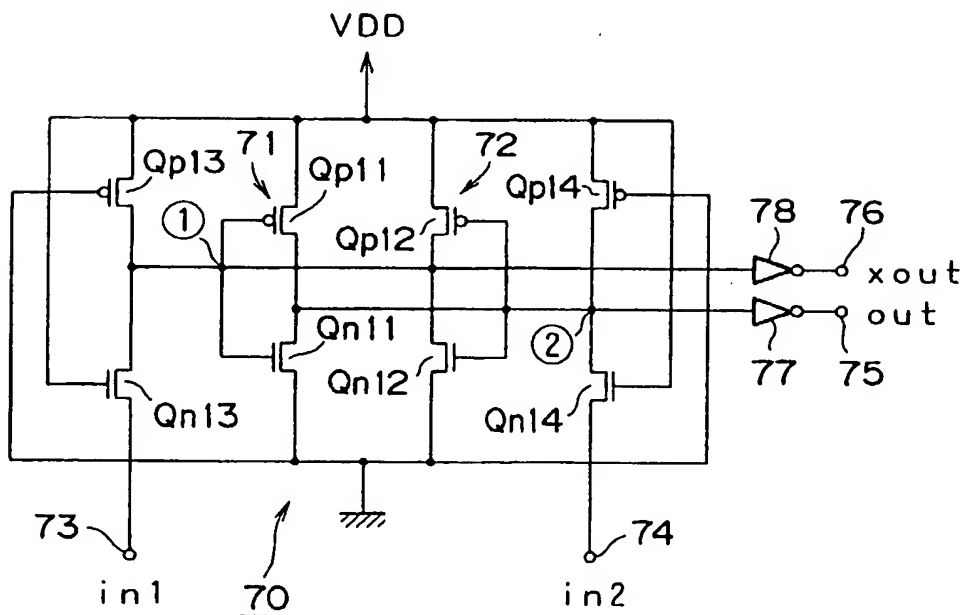 VDD
71
72
Qp13
Qp11
Qp14
78
76
①
Qp12
xout
out
Qn11
②
Qn12
77
75
Qn13
Qn14
73
74
in1
70
in2